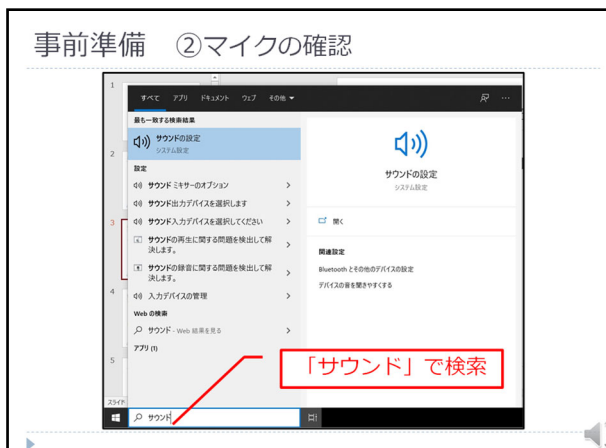 事前準備　②マイクの確認
1
2
3
4
5
スライド
すべて　アプリ　ドキュメント　ウェブ　その他 ▼
最も一致する検索結果
サウンドの設定
システム設定
設定
サウンド ミキサーのオプション
サウンド出力デバイスを選択します
サウンド入力デバイスを選択してください
サウンドの再生に関する問題を検出して解
決します。
サウンドの録音に関する問題を検出して解
決します。
入力デバイスの管理
Web の検索
サウンド - Web 結果を見る
アプリ (1)
サウンドの設定
システム設定
開く
関連設定
Bluetooth とその他のデバイスの設定
デバイスの音を聞きやすくする
「サウンド」で検索
サウンド